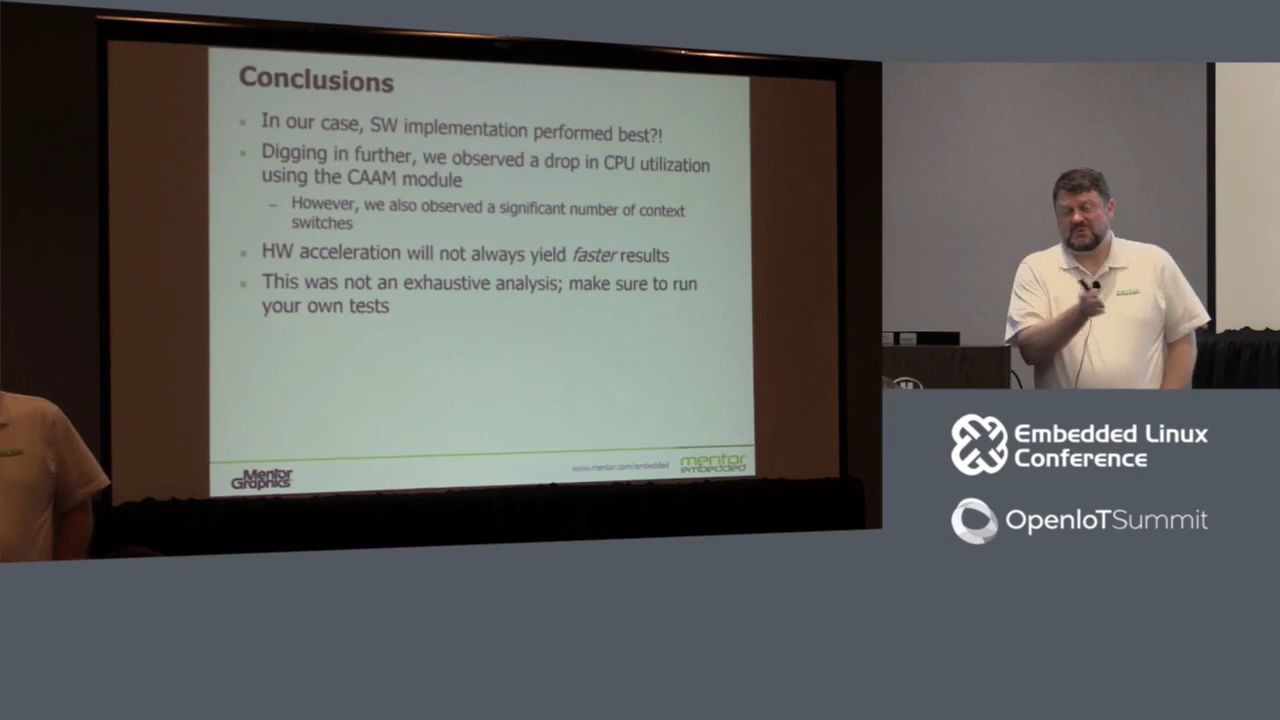 Conclusions
In our case, SW implementation performed best?!
Digging in further, we observed a drop in CPU utilization
using the CAAM module
– However, we also observed a significant number of context
switches
HW acceleration will not always yield faster results
This was not an exhaustive analysis; make sure to run
your own tests
Mentor
Graphics
www.mentor.com/embedded
mentor
embedded
Embedded Linux
Conference
OpenIoTSummit